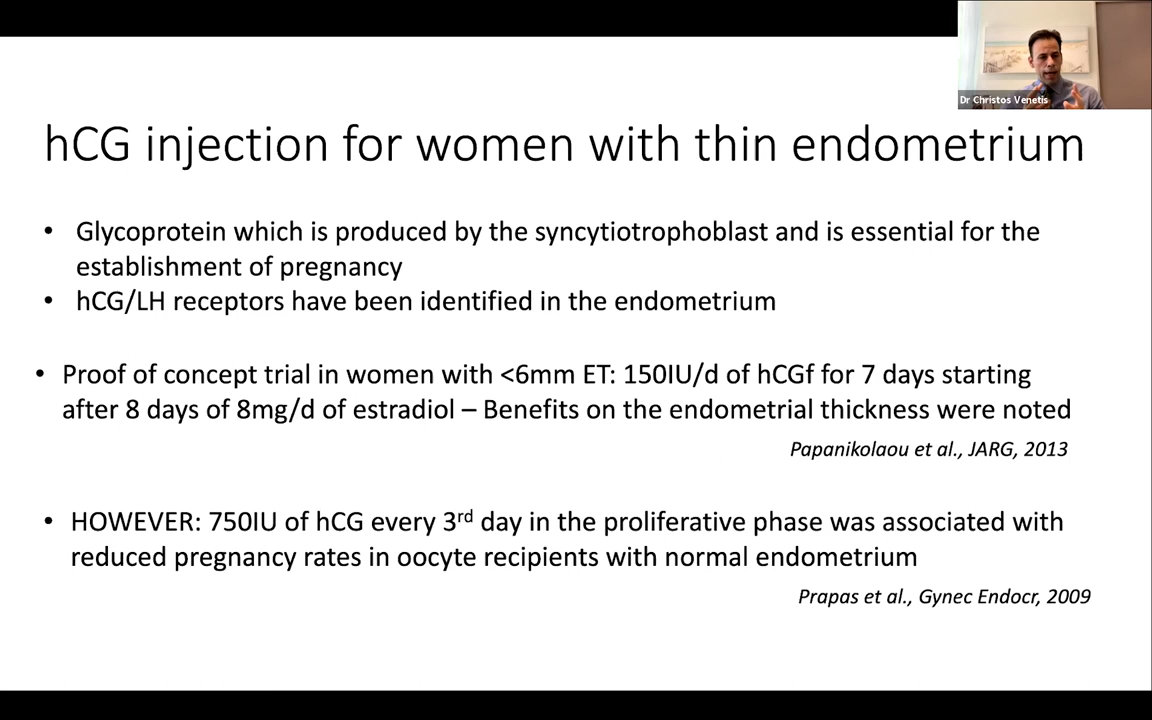 Dr Christos Venetis
hCG injection for women with thin endometrium
• Glycoprotein which is produced by the syncytiotrophoblast and is essential for the
establishment of pregnancy
• hCG/LH receptors have been identified in the endometrium
• Proof of concept trial in women with <6mm ET: 150IU/d of hCGf for 7 days starting
after 8 days of 8mg/d of estradiol – Benefits on the endometrial thickness were noted
Papanikolaou et al., JARG, 2013
• HOWEVER: 750IU of hCG every 3rd day in the proliferative phase was associated with
reduced pregnancy rates in oocyte recipients with normal endometrium
Prapas et al., Gynec Endocr, 2009